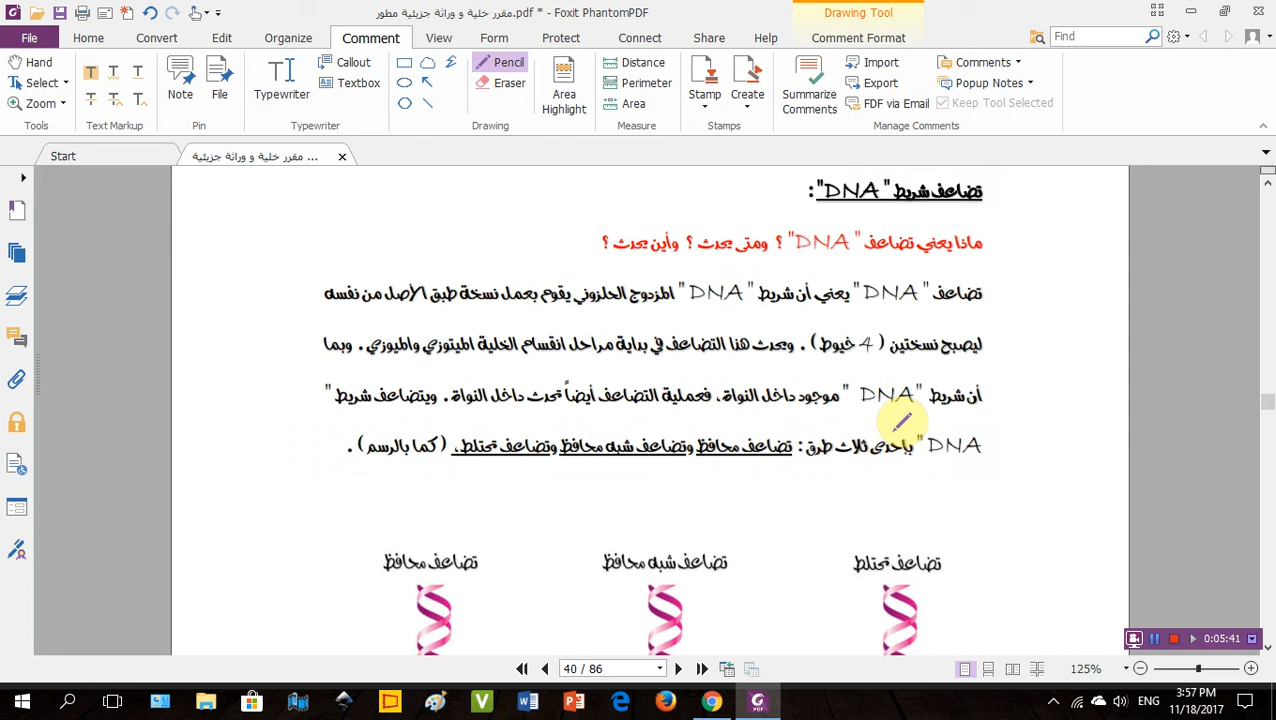 مقرر خلية و وراثة جزيئية مطور.pdf * - Foxit PhantomPDF
Drawing Tool
File Home Convert Edit Organize Comment View Form Protect Connect Share Help Comment Format
Find
Hand
Select
Zoom
Tools
Text Markup
Note
File
Pin
Typewriter
Callout
Textbox
Typewriter
Pencil
Eraser
Drawing
Area Highlight
Distance
Perimeter
Area
Measure
Stamp
Create
Stamps
Summarize Comments
Import
Export
FDF via Email
Comments
Popup Notes
Keep Tool Selected
Manage Comments
Start
مقرر خلية و وراثة جزيئية ...
تضاعف شريط "DNA" :
ماذا يعني تضاعف "DNA" ؟ ومتى يحدث ؟ وأين يحدث ؟
تضاعف "DNA" يعني أن شريط "DNA" المزدوج الحلزوني يقوم بعمل نسخة طبق الأصل من نفسه
ليصبح نسختين (4 خيوط) . ويحدث هذا التضاعف في بداية مراحل انقسام الخلية الميتوزي والميوزي . وبما
أن شريط "DNA" موجود داخل النواة، فعملية التضاعف أيضاً تحدث داخل النواة. ويتضاعف شريط "
DNA" بإحدى ثلاث طرق : تضاعف محافظ وتضاعف شبه محافظ وتضاعف مختلط، (كما بالرسم) .
تضاعف مختلط
تضاعف شبه محافظ
تضاعف محافظ
0:05:41
40 / 86
125%
ENG
3:57 PM
11/18/2017